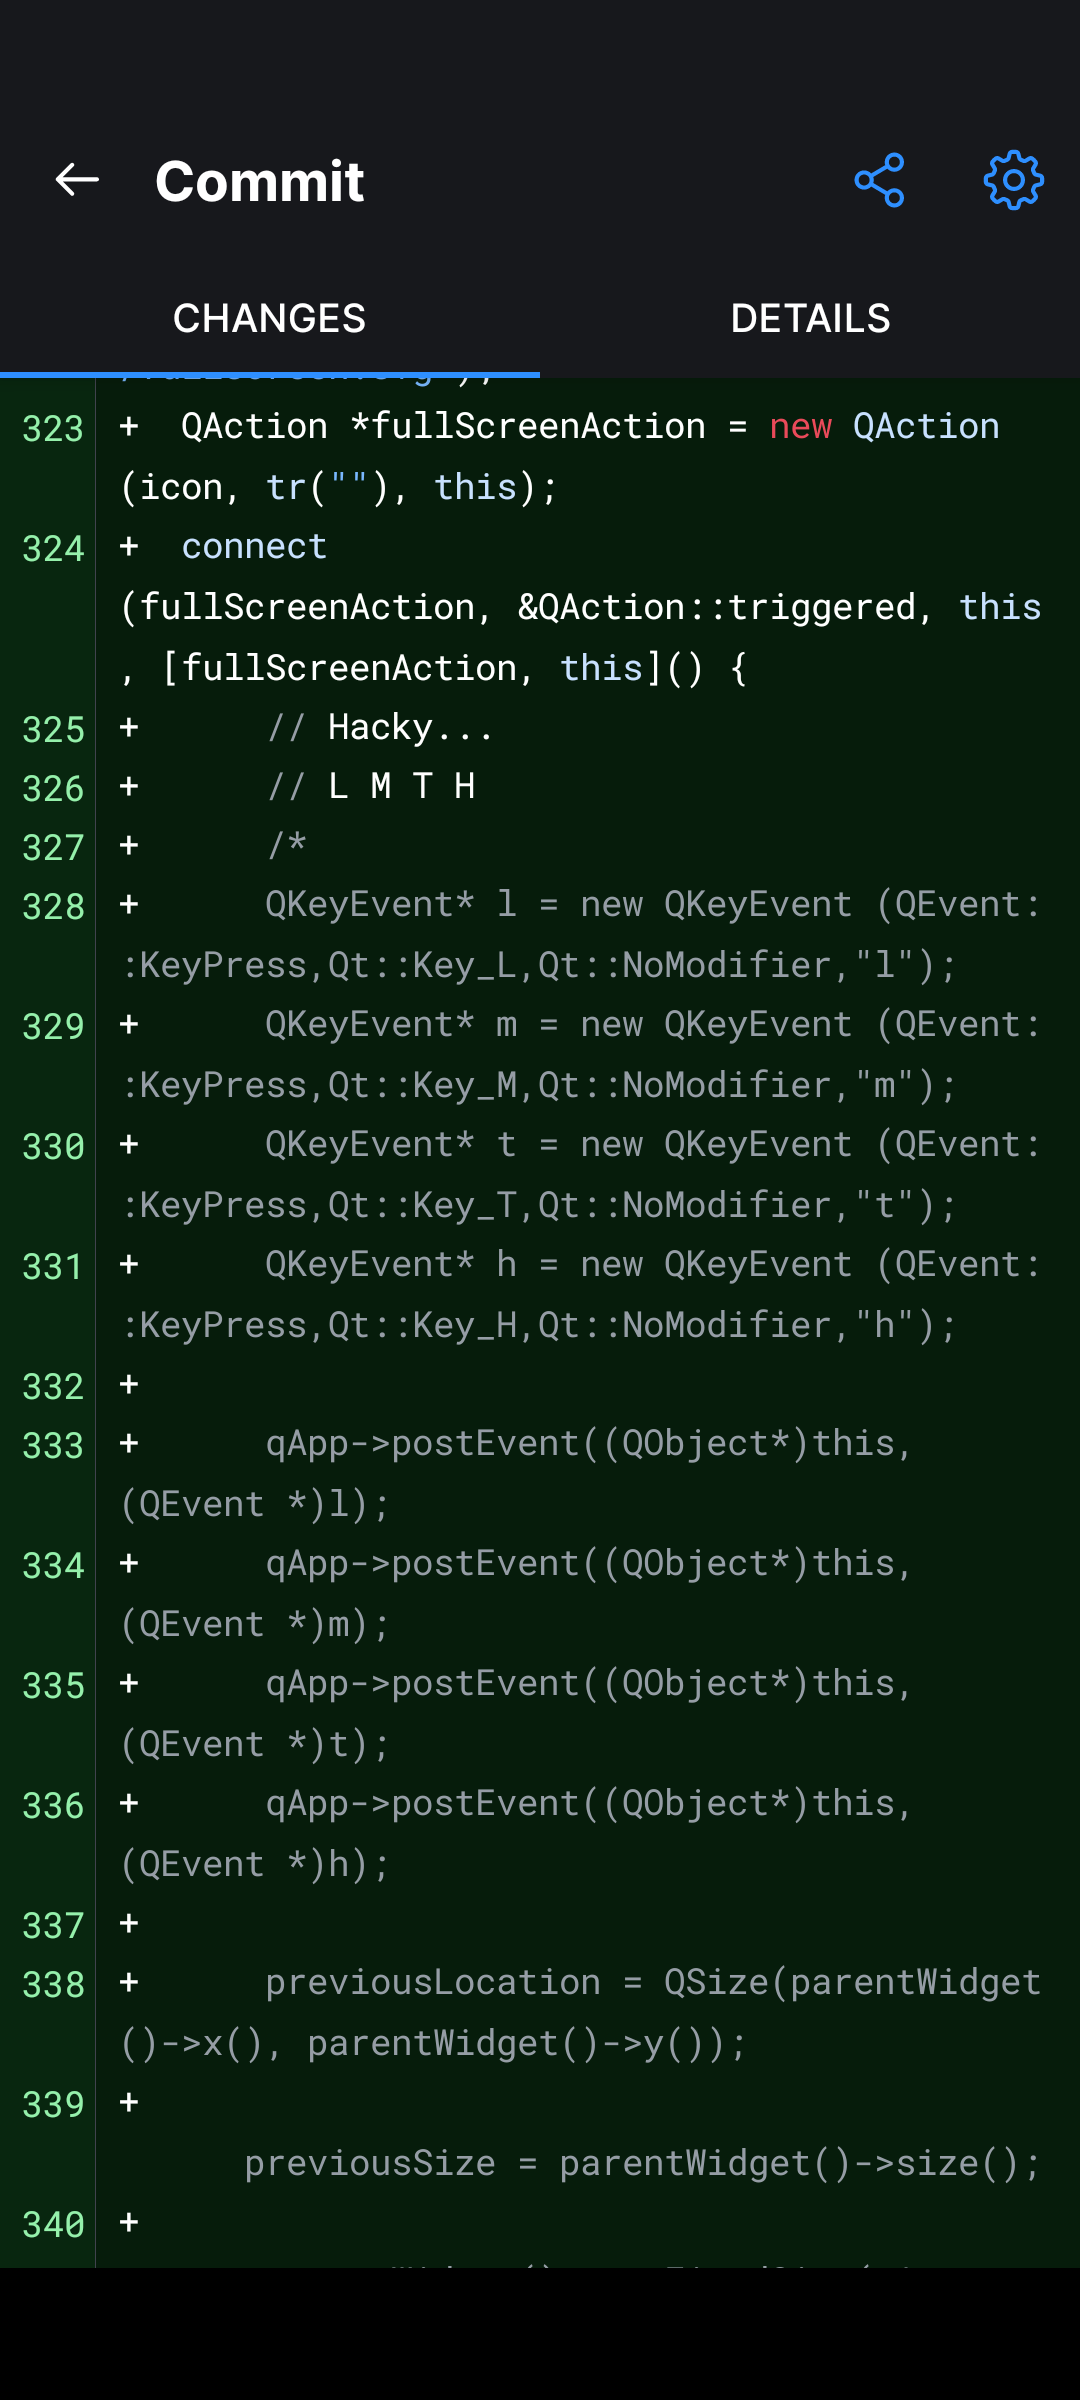 Commit
CHANGES DETAILS
323 + QAction *fullScreenAction = new QAction
(icon, tr(""), this);
324 + connect
(fullScreenAction, &QAction::triggered, this
, [fullScreenAction, this]() {
325 + // Hacky...
326 + // L M T H
327 + /*
328 + QKeyEvent* l = new QKeyEvent (QEvent:
:KeyPress,Qt::Key_L,Qt::NoModifier,"l");
329 + QKeyEvent* m = new QKeyEvent (QEvent:
:KeyPress,Qt::Key_M,Qt::NoModifier,"m");
330 + QKeyEvent* t = new QKeyEvent (QEvent:
:KeyPress,Qt::Key_T,Qt::NoModifier,"t");
331 + QKeyEvent* h = new QKeyEvent (QEvent:
:KeyPress,Qt::Key_H,Qt::NoModifier,"h");
332 +
333 + qApp->postEvent((QObject*)this,
(QEvent *)l);
334 + qApp->postEvent((QObject*)this,
(QEvent *)m);
335 + qApp->postEvent((QObject*)this,
(QEvent *)t);
336 + qApp->postEvent((QObject*)this,
(QEvent *)h);
337 +
338 + previousLocation = QSize(parentWidget
()->x(), parentWidget()->y());
339 +
previousSize = parentWidget()->size();
340 +